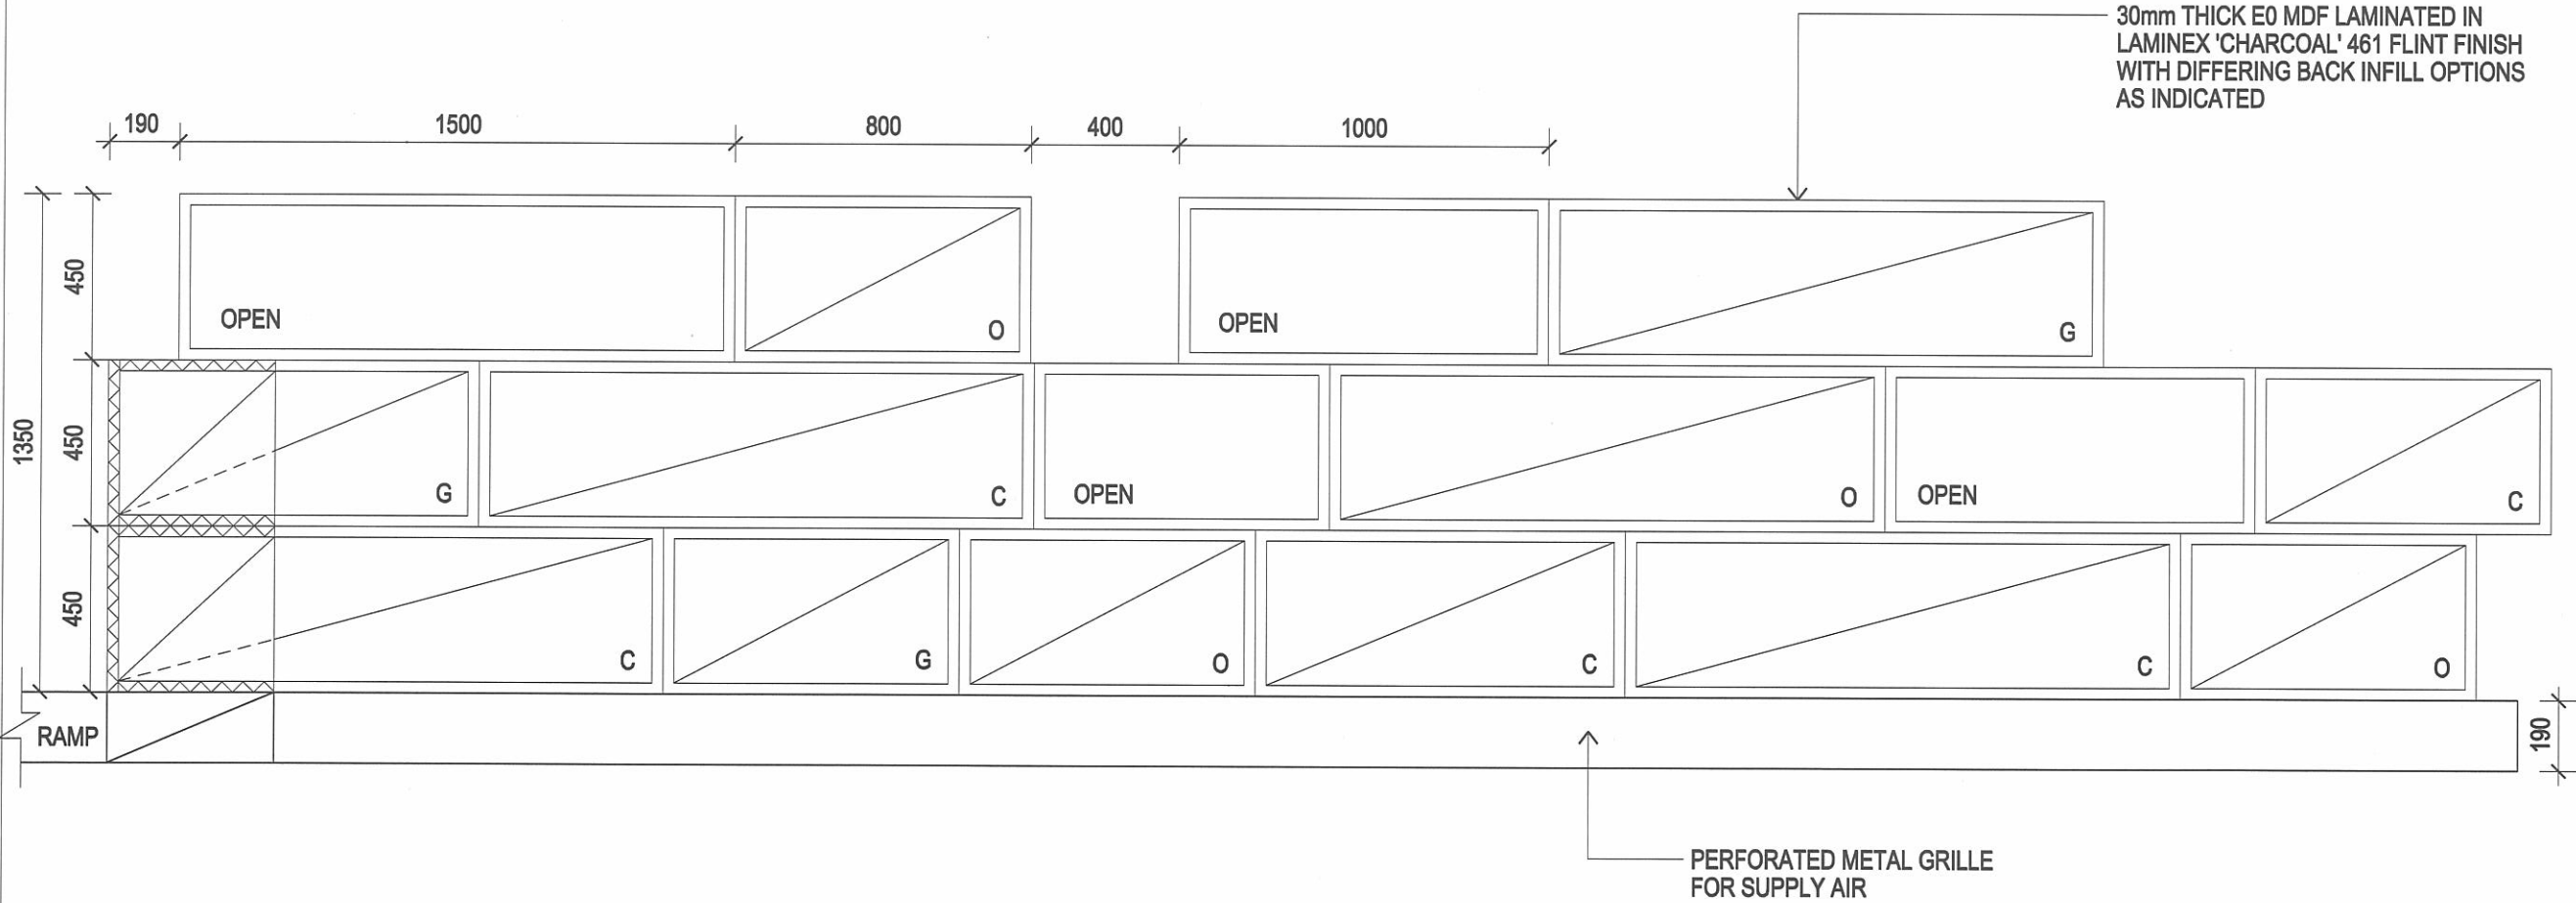 30mm THICK E0 MDF LAMINATED IN
LAMINEX 'CHARCOAL' 461 FLINT FINISH
WITH DIFFERING BACK INFILL OPTIONS
AS INDICATED
190
1500
800
400
1000
1350
450
450
450
OPEN
O
OPEN
G
G
C
OPEN
O
OPEN
C
C
G
O
C
C
O
RAMP
190
PERFORATED METAL GRILLE
FOR SUPPLY AIR